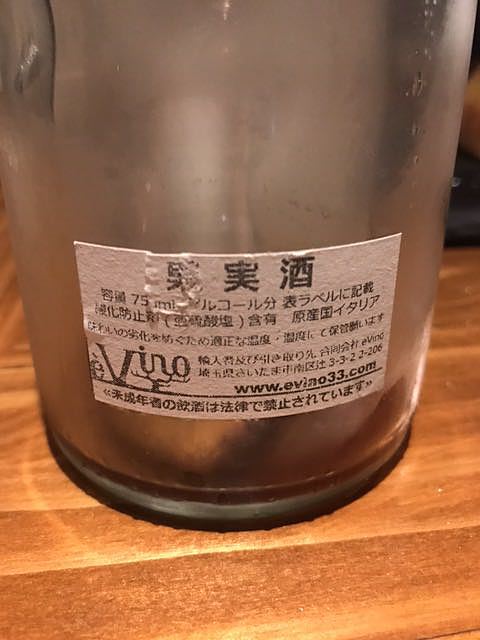 果実酒
容量 75 ml アルコール分 表ラベルに記載
酸化防止剤(亜硫酸塩)含有 原産国イタリア
味わいの劣化を防ぐため適正な温度・湿度にて保管願います
eVino
輸入者及び引き取り先 合同会社 eVino
埼玉県さいたま市南区辻 3-3-2 2-206
www.evino33.com
≪未成年者の飲酒は法律で禁止されています≫